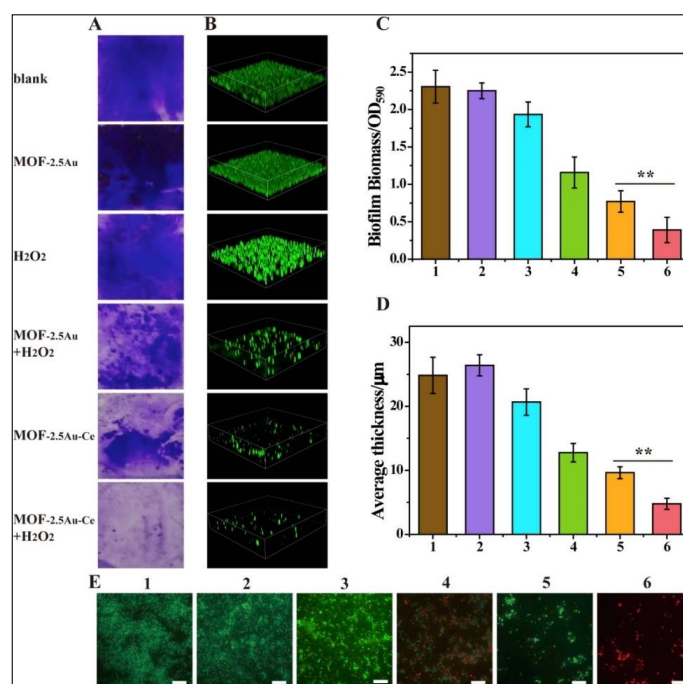 A
B
blank
MOF-2.5Au
H2O2
MOF-2.5Au
+H2O2
MOF-2.5Au-Ce
MOF-2.5Au-Ce
+H2O2
C
Biofilm Biomass/OD590
2.5
2.0
1.5
1.0
0.5
0.0
**
1 2 3 4 5 6
D
Average thickness/μm
30
20
10
0
**
1 2 3 4 5 6
E 1 2 3 4 5 6